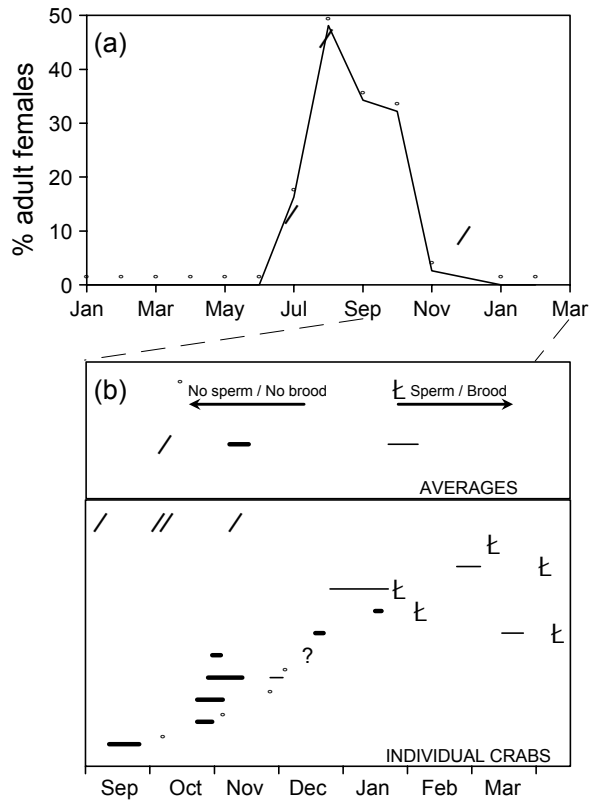 (a)
% adult females
50
40
30
20
10
0
Jan Mar May Jul Sep Nov Jan Mar
(b)
No sperm / No brood Ł Sperm / Brood
AVERAGES
Ł
Ł
Ł
Ł
Ł
?
INDIVIDUAL CRABS
Sep Oct Nov Dec Jan Feb Mar